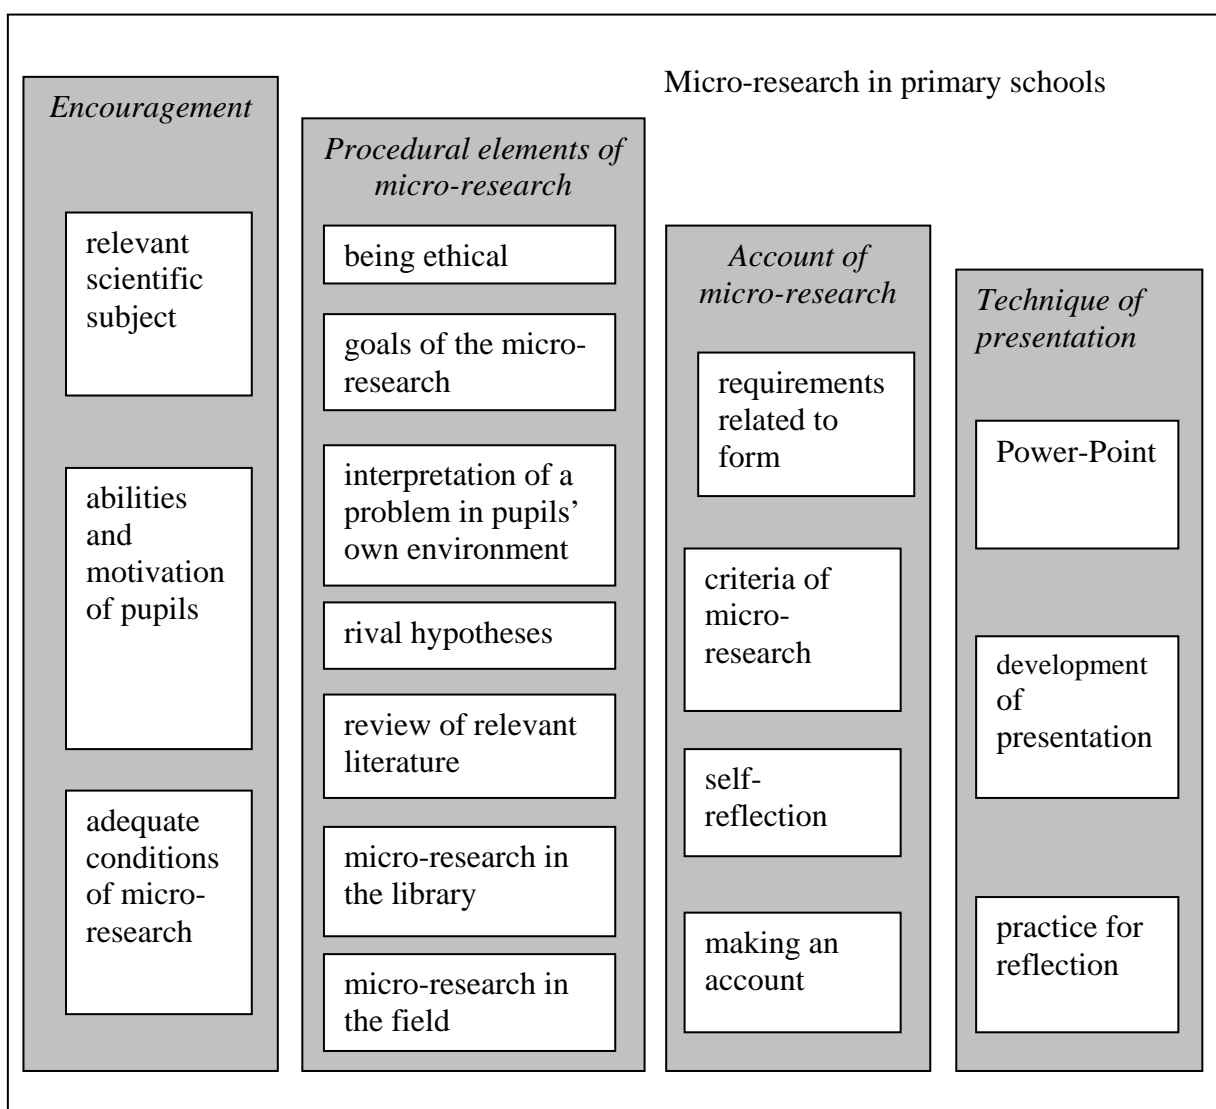 Micro-research in primary schools
Encouragement
relevant
scientific
subject
abilities
and
motivation
of pupils
adequate
conditions
of micro-
research
Procedural elements of
micro-research
being ethical
goals of the micro-
research
interpretation of a
problem in pupils’
own environment
rival hypotheses
review of relevant
literature
micro-research in
the library
micro-research in
the field
Account of
micro-research
requirements
related to
form
criteria of
micro-
research
self-
reflection
making an
account
Technique of
presentation
Power-Point
development
of
presentation
practice for
reflection